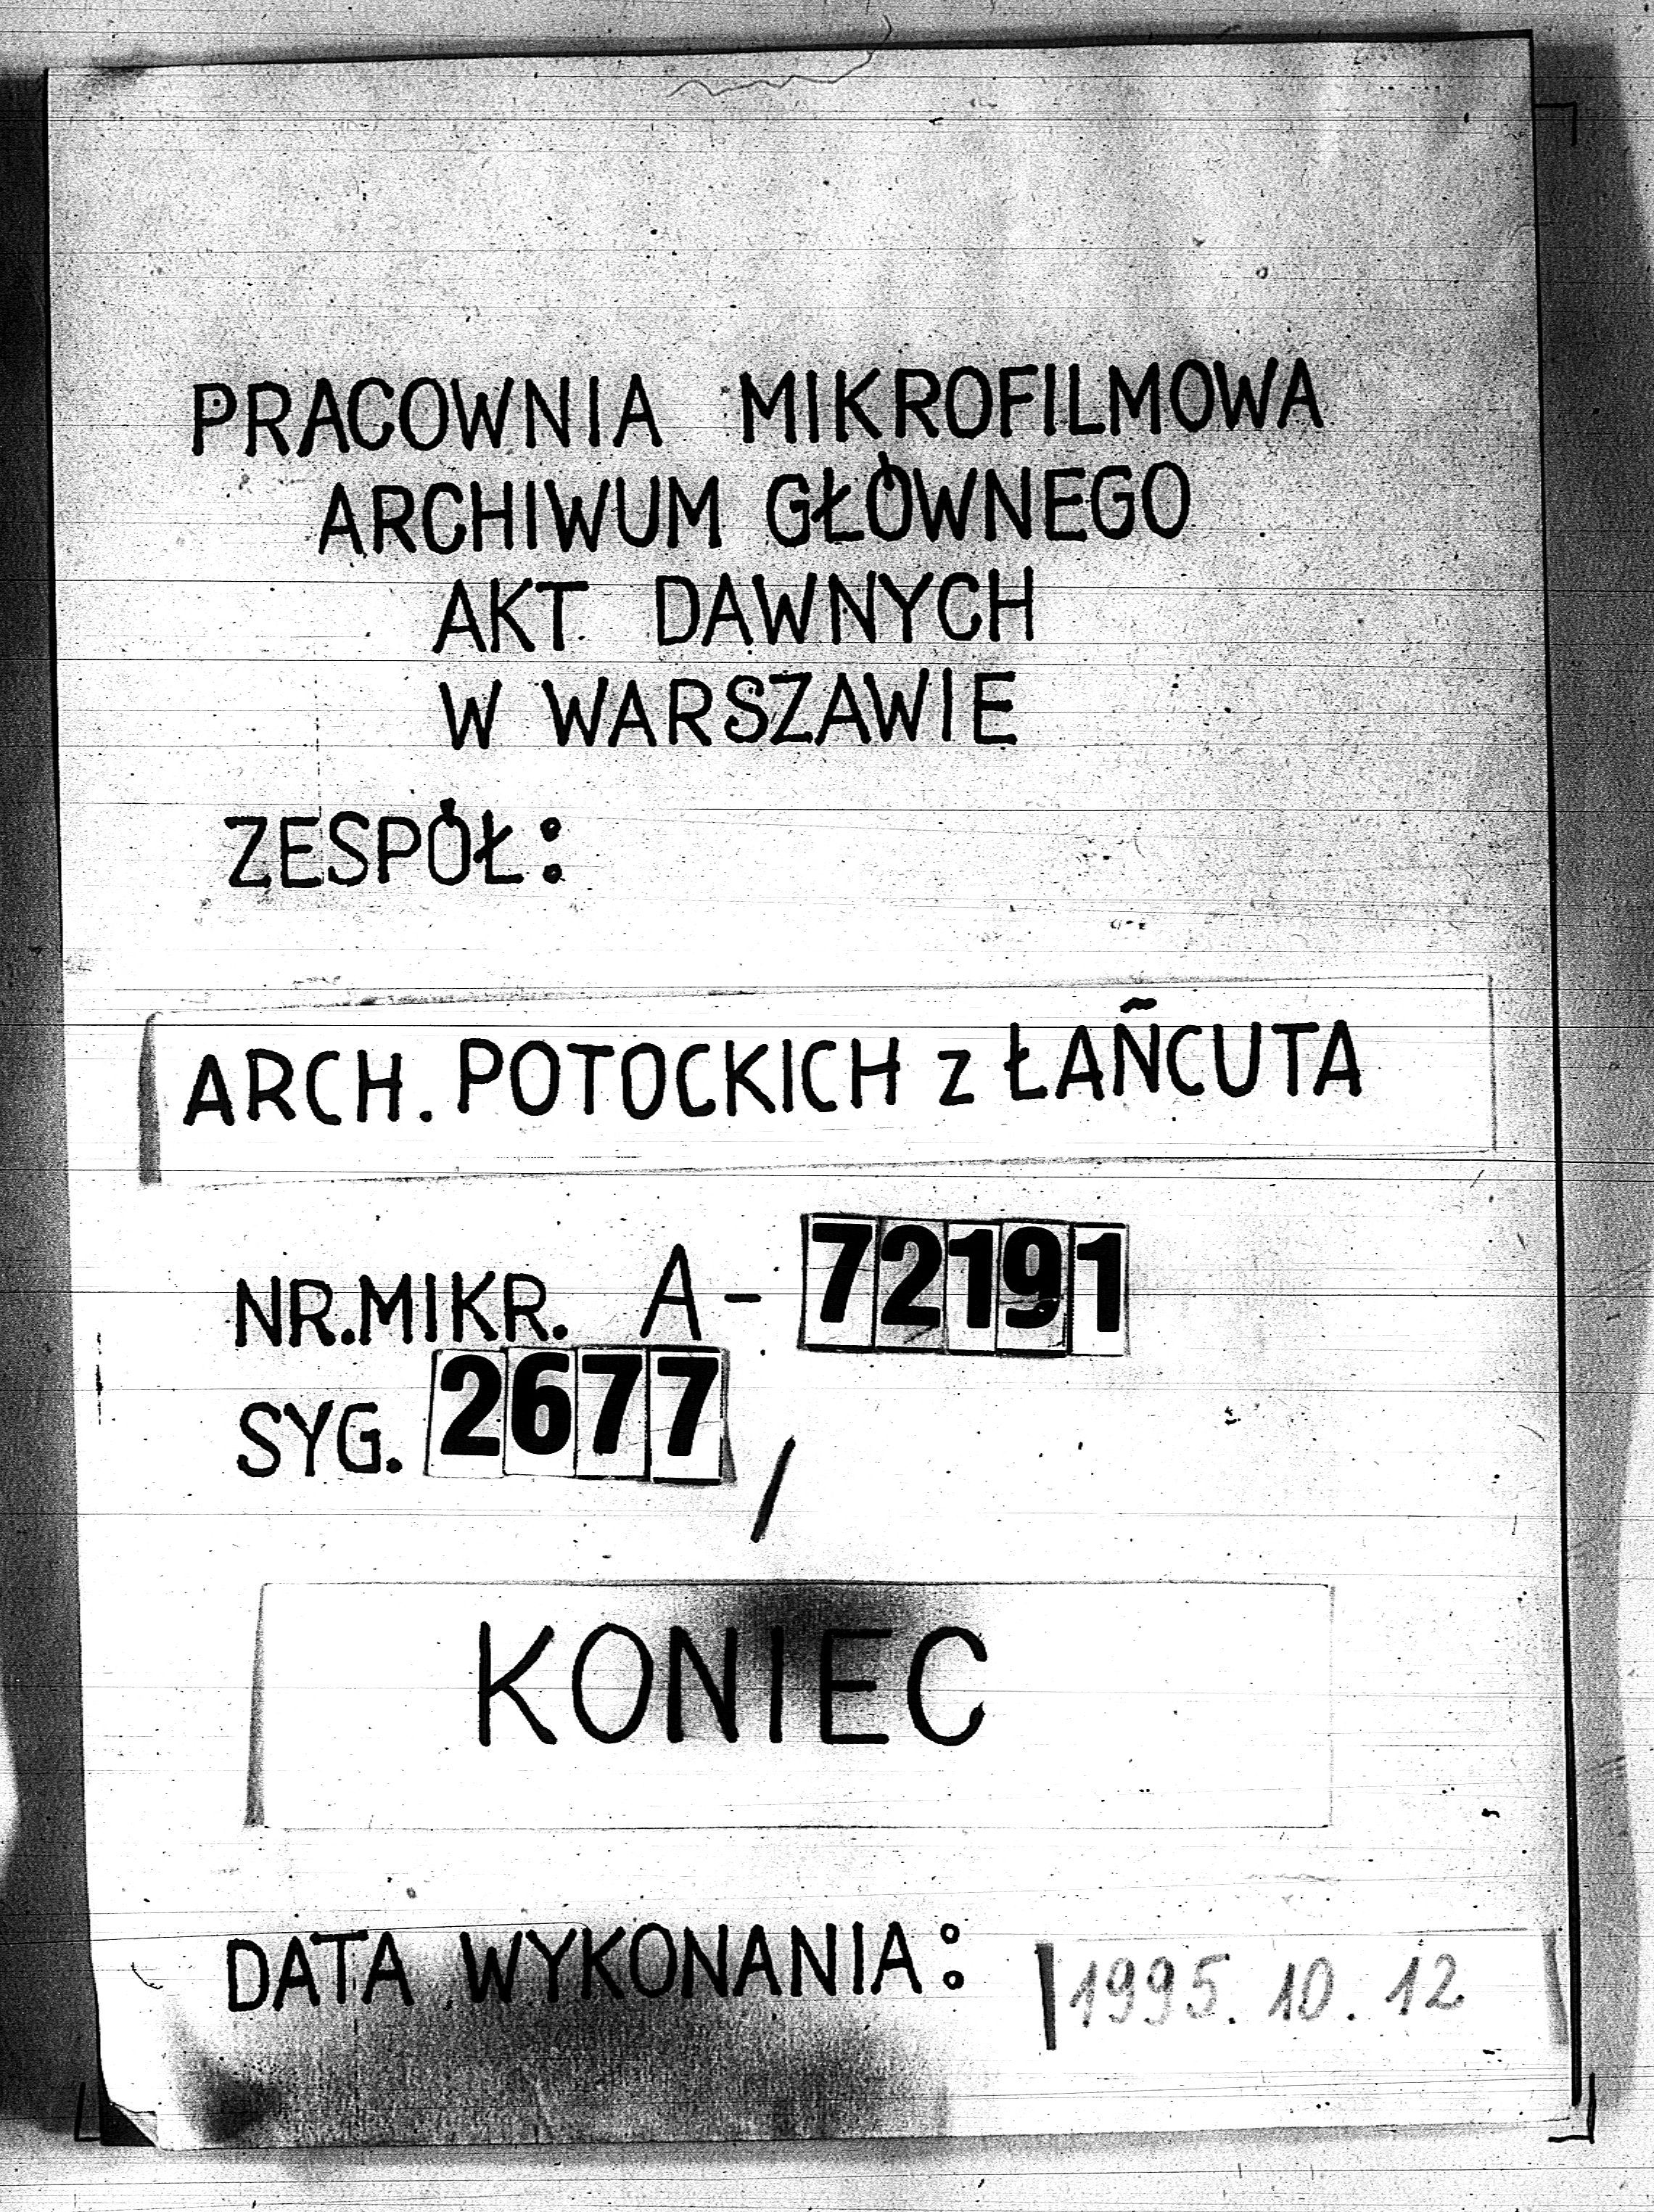 PRACOWNIA MIKROFILMOWA
ARCHIWUM GŁÓWNEGO
AKT DAWNYCH
W WARSZAWIE
ZESPÓŁ:
ARCH. POTOCKICH z ŁAŃCUTA
NR.MIKR. A-72191
SYG. 2677 /
KONIEC
DATA WYKONANIA: 1995.10.12